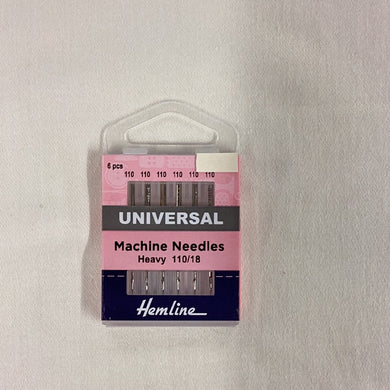 6 pcs
110 110 110 110 110 110
UNIVERSAL
Machine Needles
Heavy 110/18
Hemline